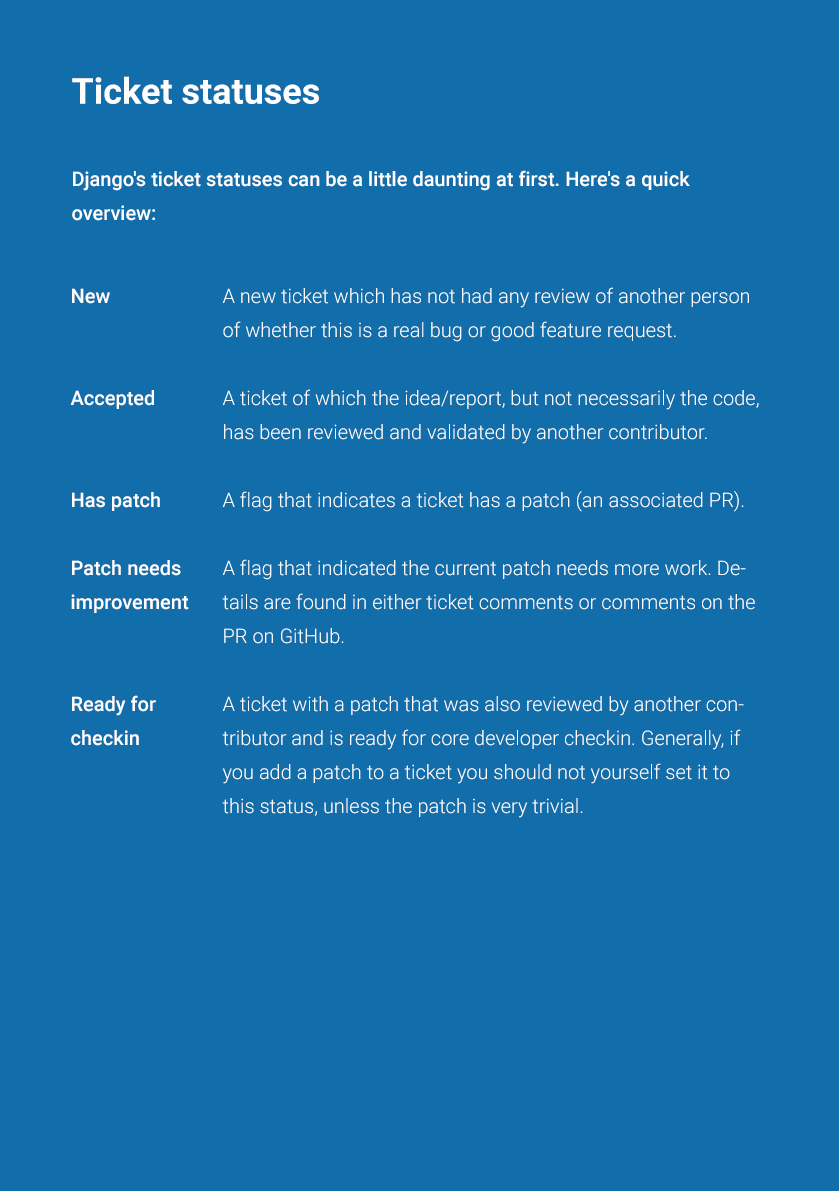 Ticket statuses
Django's ticket statuses can be a little daunting at first. Here's a quick
overview:
New
A new ticket which has not had any review of another person
of whether this is a real bug or good feature request.
Accepted
A ticket of which the idea/report, but not necessarily the code,
has been reviewed and validated by another contributor.
Has patch
A flag that indicates a ticket has a patch (an associated PR).
Patch needs
improvement
A flag that indicated the current patch needs more work. De-
tails are found in either ticket comments or comments on the
PR on GitHub.
Ready for
checkin
A ticket with a patch that was also reviewed by another con-
tributor and is ready for core developer checkin. Generally, if
you add a patch to a ticket you should not yourself set it to
this status, unless the patch is very trivial.